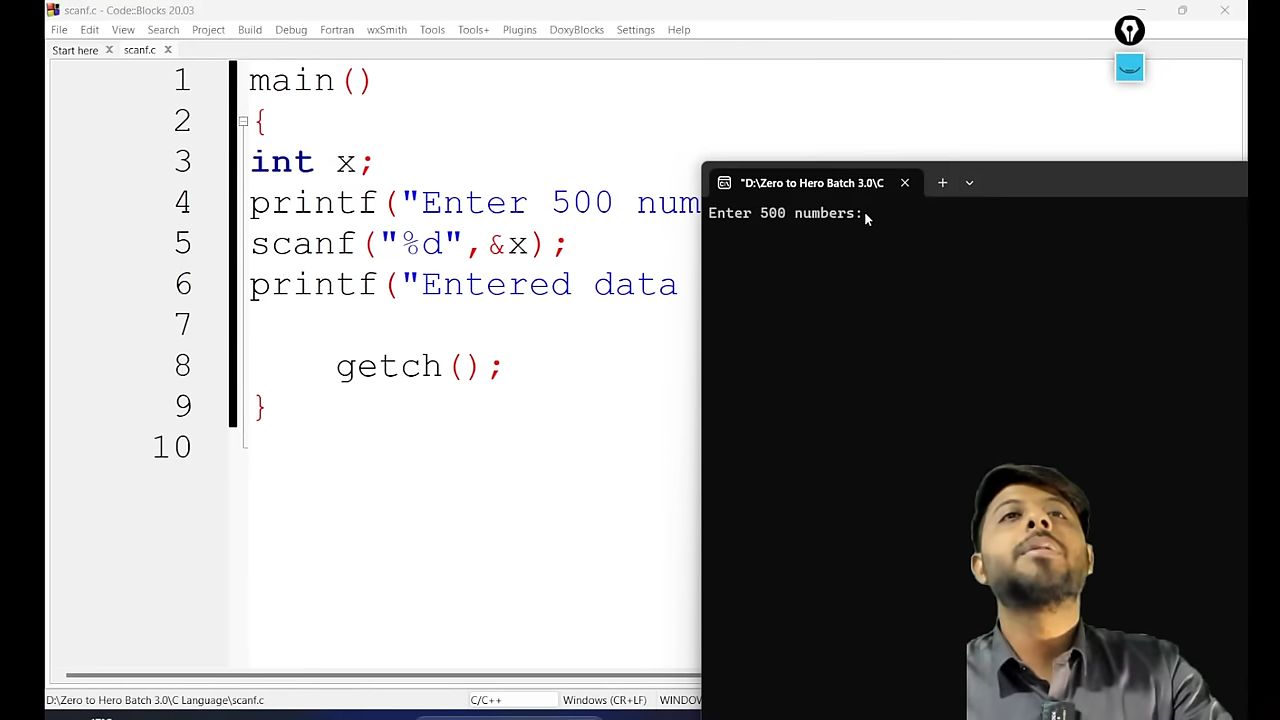 scanf.c - Code::Blocks 20.03
File Edit View Search Project Build Debug Fortran wxSmith Tools Tools+ Plugins DoxyBlocks Settings Help
Start here scanf.c
1 main()
2 {
3 int x;
4 printf("Enter 500 num
5 scanf("%d",&x);
6 printf("Entered data
7
8 getch();
9 }
10
"D:\Zero to Hero Batch 3.0\C
Enter 500 numbers:
D:\Zero to Hero Batch 3.0\C Language\scanf.c C/C++ Windows (CR+LF) WINDOW